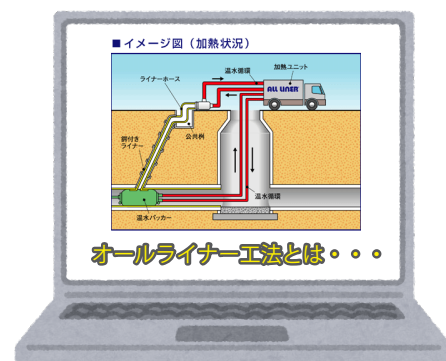 ■イメージ図（加熱状況）
温水循環
加熱ユニット
ライナーホース
ALL LINER
公共桝
鍔付き
ライナー
温水循環
温水パッカー
オールライナー工法とは・・・